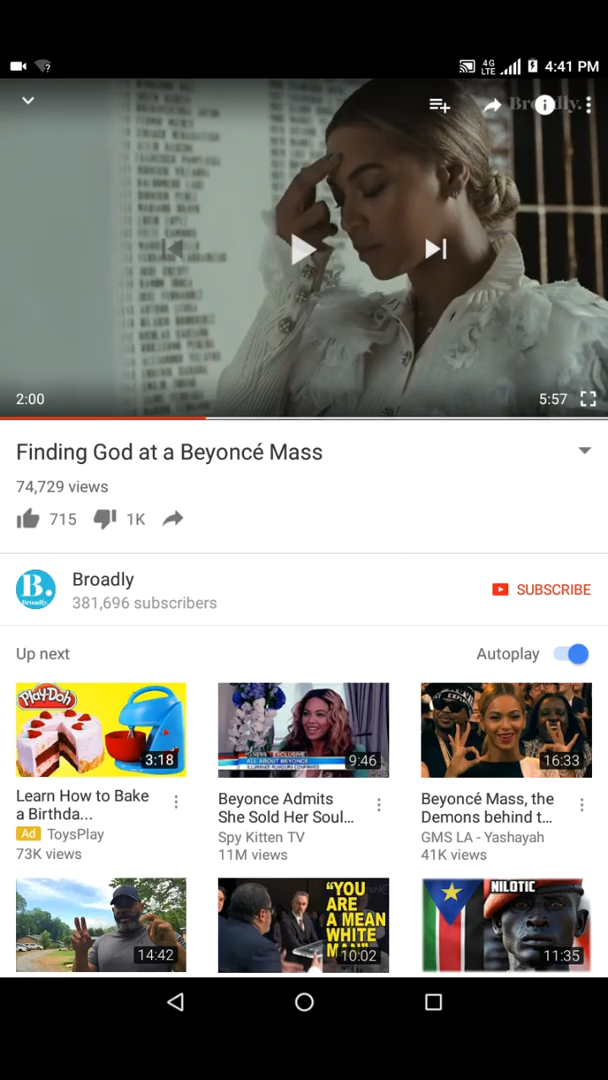 4G
LTE
4:41 PM
Broadly.
2:00
5:57
Finding God at a Beyoncé Mass
74,729 views
715
1K
Broadly
381,696 subscribers
SUBSCRIBE
Up next
Autoplay
Play-Doh
3:18
Learn How to Bake
a Birthda...
Ad ToysPlay
73K views
EXCLUSIVE
ALL ABOUT BEYONCE
9:46
Beyonce Admits
She Sold Her Soul...
Spy Kitten TV
11M views
16:33
Beyoncé Mass, the
Demons behind t...
GMS LA - Yashayah
41K views
14:42
“YOU
ARE
A MEAN
WHITE
10:02
NILOTIC
11:35